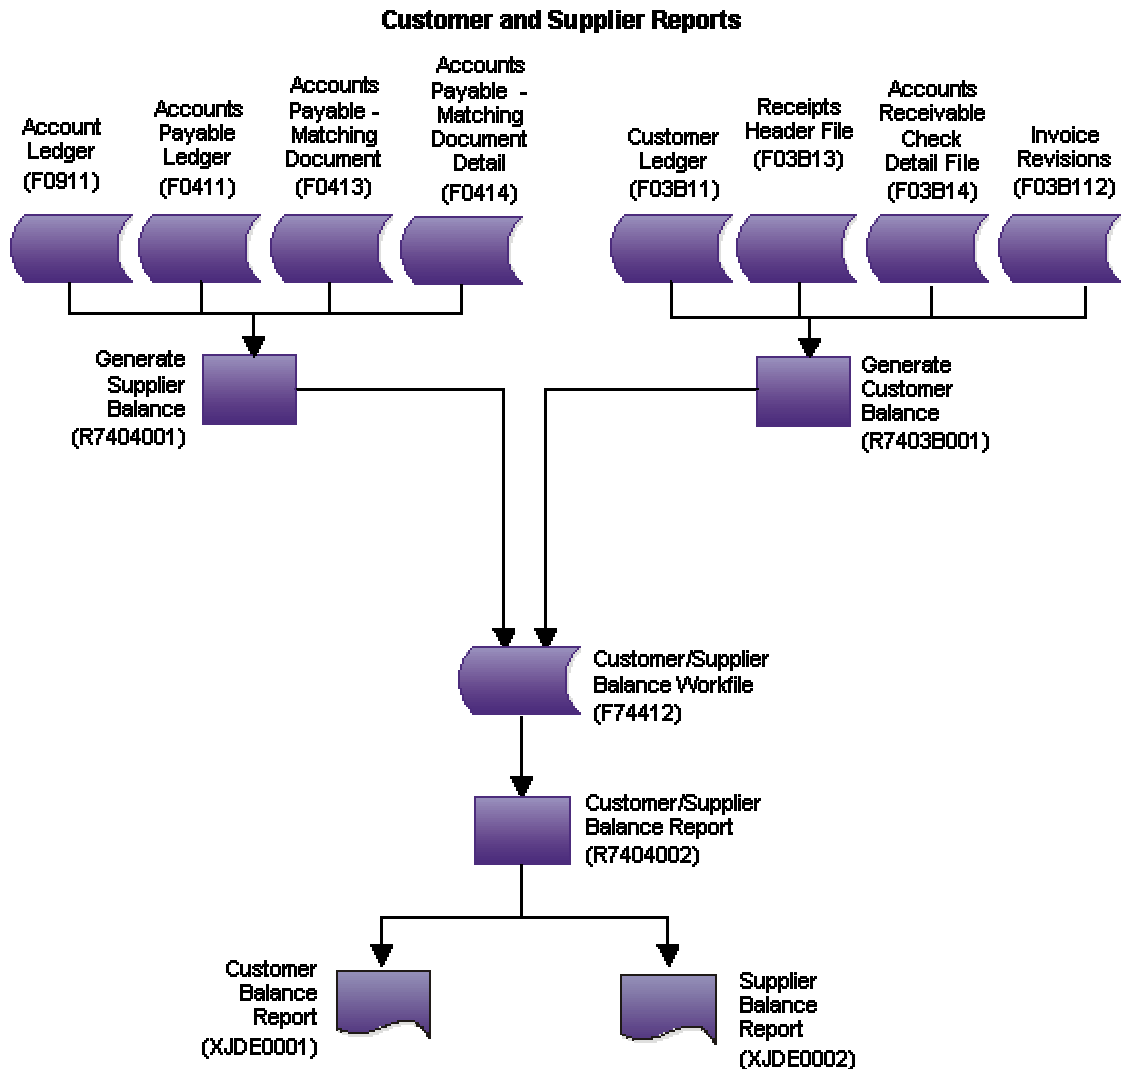 Customer and Supplier Reports
Account
Ledger
(F0911)
Accounts
Payable
Ledger
(F0411)
Accounts
Payable -
Matching
Document
(F0413)
Accounts
Payable -
Matching
Document
Detail
(F0414)
Customer
Ledger
(F03B11)
Receipts
Header File
(F03B13)
Accounts
Receivable
Check
Detail File
(F03B14)
Invoice
Revisions
(F03B112)
Generate
Supplier
Balance
(R7404001)
Generate
Customer
Balance
(R7403B001)
Customer/Supplier
Balance Workfile
(F74412)
Customer/Supplier
Balance Report
(R7404002)
Customer
Balance
Report
(XJDE0001)
Supplier
Balance
Report
(XJDE0002)